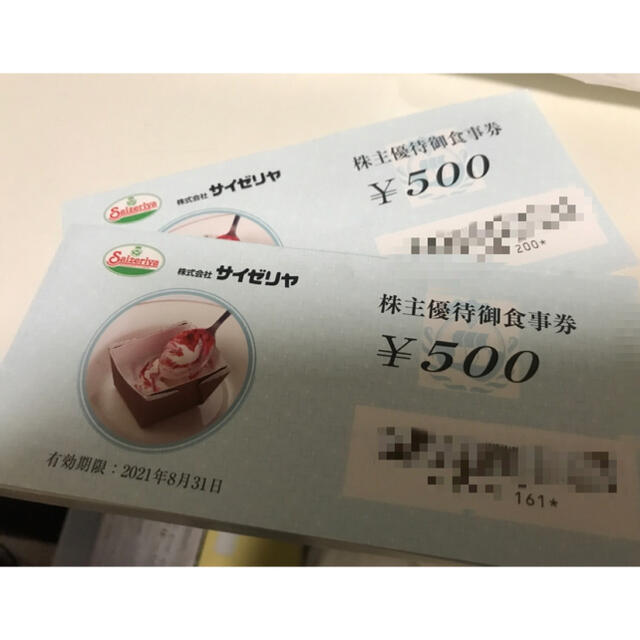 株主優待御食事券
¥500
Saizeriya
株式会社 サイゼリヤ
200*
Saizeriya
株式会社 サイゼリヤ
株主優待御食事券
¥500
有効期限：2021年8月31日
161*